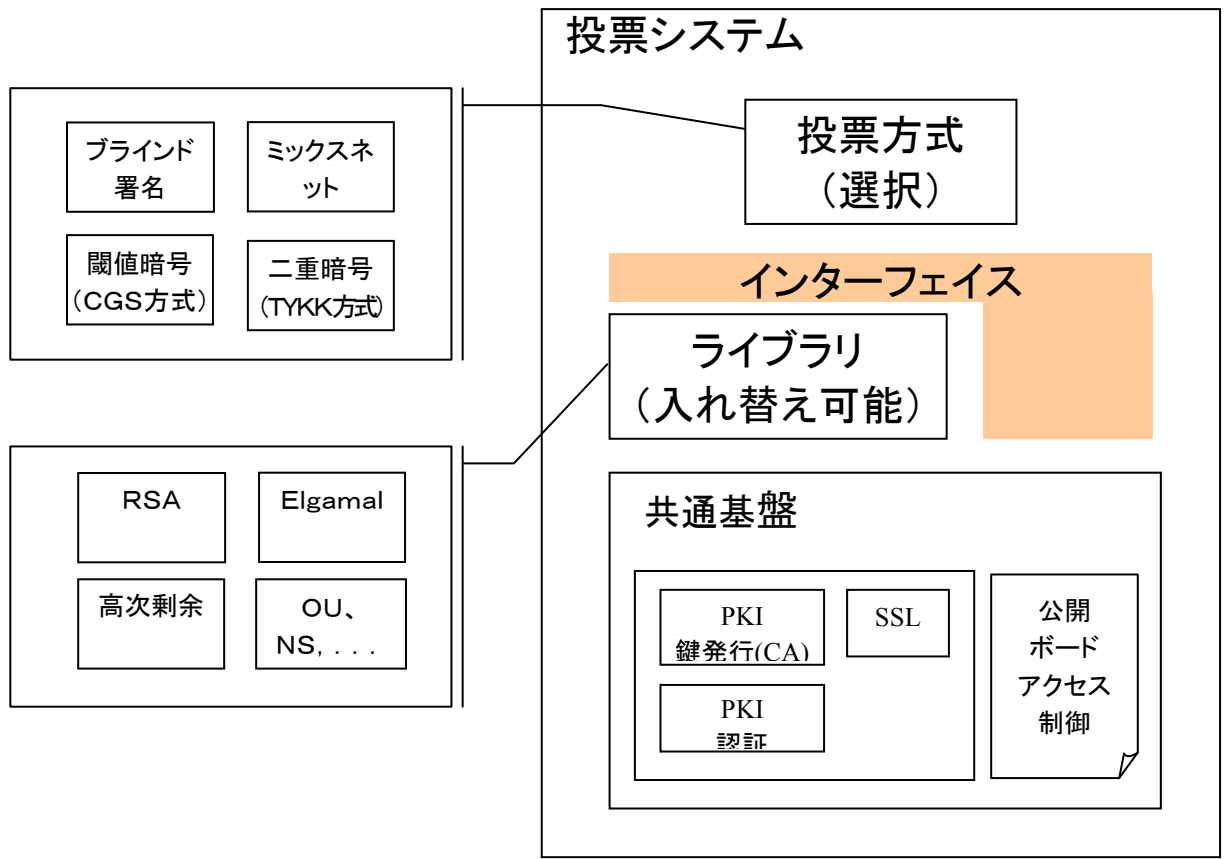 投票システム
ブラインド
署名
ミックスネ
ット
閾値暗号
(CGS方式)
二重暗号
(TYKK方式)
投票方式
（選択）
インターフェイス
ライブラリ
（入れ替え可能）
RSA
Elgamal
高次剰余
OU、
NS, . . .
共通基盤
PKI
鍵発行(CA)
SSL
PKI
認証
公開
ボード
アクセス
制御